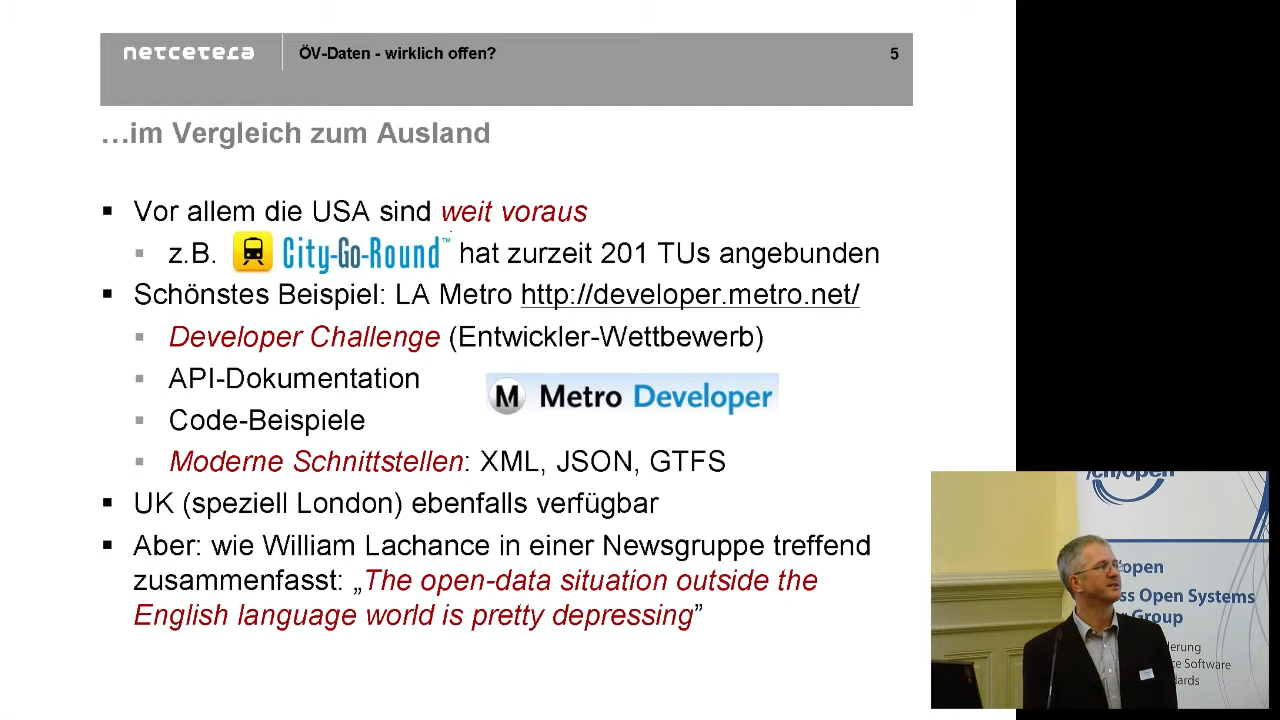 netcetera
ÖV-Daten - wirklich offen?
5
…im Vergleich zum Ausland
Vor allem die USA sind weit voraus
z.B. City-Go-Round™ hat zurzeit 201 TUs angebunden
Schönstes Beispiel: LA Metro http://developer.metro.net/
Developer Challenge (Entwickler-Wettbewerb)
API-Dokumentation
M Metro Developer
Code-Beispiele
Moderne Schnittstellen: XML, JSON, GTFS
UK (speziell London) ebenfalls verfügbar
Aber: wie William Lachance in einer Newsgruppe treffend
zusammenfasst: „The open-data situation outside the
English language world is pretty depressing”
/ch/open
open
ss Open Systems
Group
derung
ce Software
ndards